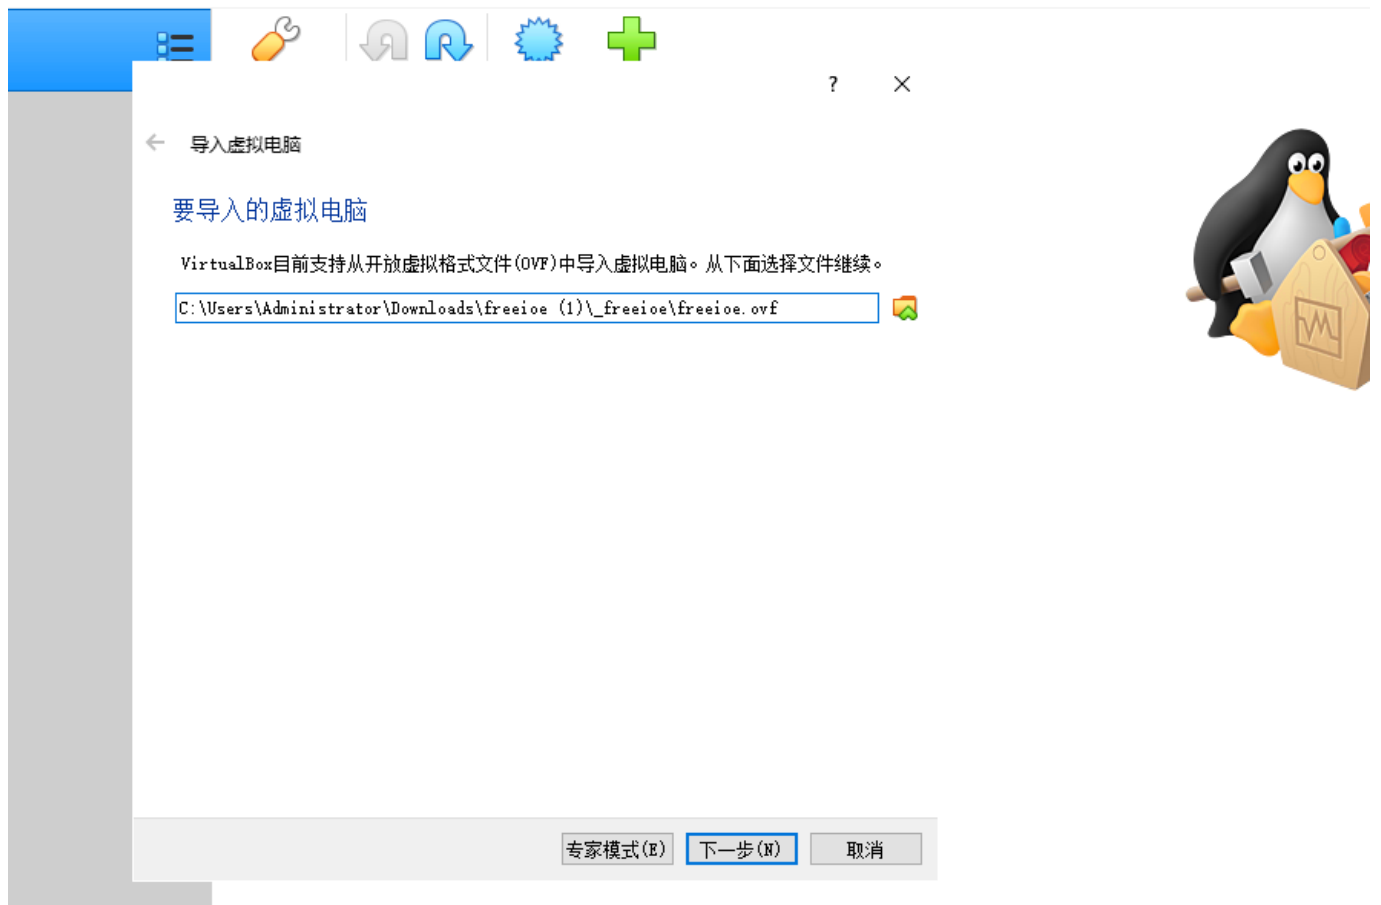 ?
导入虚拟电脑
要导入的虚拟电脑
VirtualBox目前支持从开放虚拟格式文件(OVF)中导入虚拟电脑。从下面选择文件继续。
C:\Users\Administrator\Downloads\freeioe (1)\_freeioe\freeioe.ovf
专家模式(E) 下一步(N) 取消